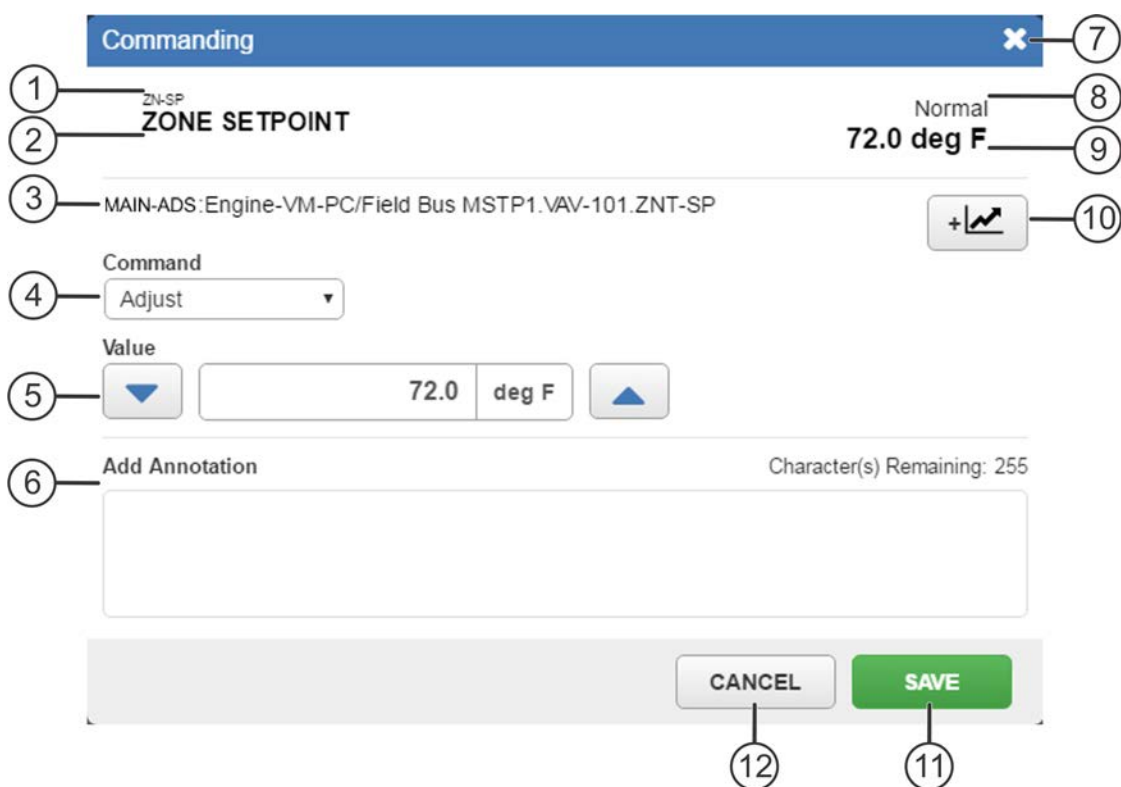 Commanding
7
1
ZN-SP
2
ZONE SETPOINT
Normal
8
72.0 deg F
9
3
MAIN-ADS:Engine-VM-PC/Field Bus MSTP1.VAV-101.ZNT-SP
+
10
Command
4
Adjust
Value
5
72.0 deg F
6
Add Annotation
Character(s) Remaining: 255
CANCEL
SAVE
12
11